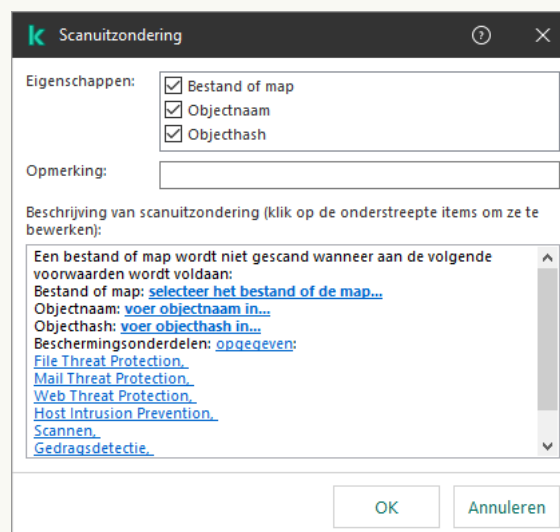 Scanuitzondering
Eigenschappen:
Bestand of map
Objectnaam
Objecthash
Opmerking:
Beschrijving van scanuitzondering (klik op de onderstreepte items om ze te
bewerken):
Een bestand of map wordt niet gescand wanneer aan de volgende
voorwaarden wordt voldaan:
Bestand of map: selecteer het bestand of de map...
Objectnaam: voer objectnaam in...
Objecthash: voer objecthash in...
Beschermingsonderdelen: opgegeven:
File Threat Protection,
Mail Threat Protection,
Web Threat Protection,
Host Intrusion Prevention,
Scannen,
Gedragsdetectie,
OK Annuleren